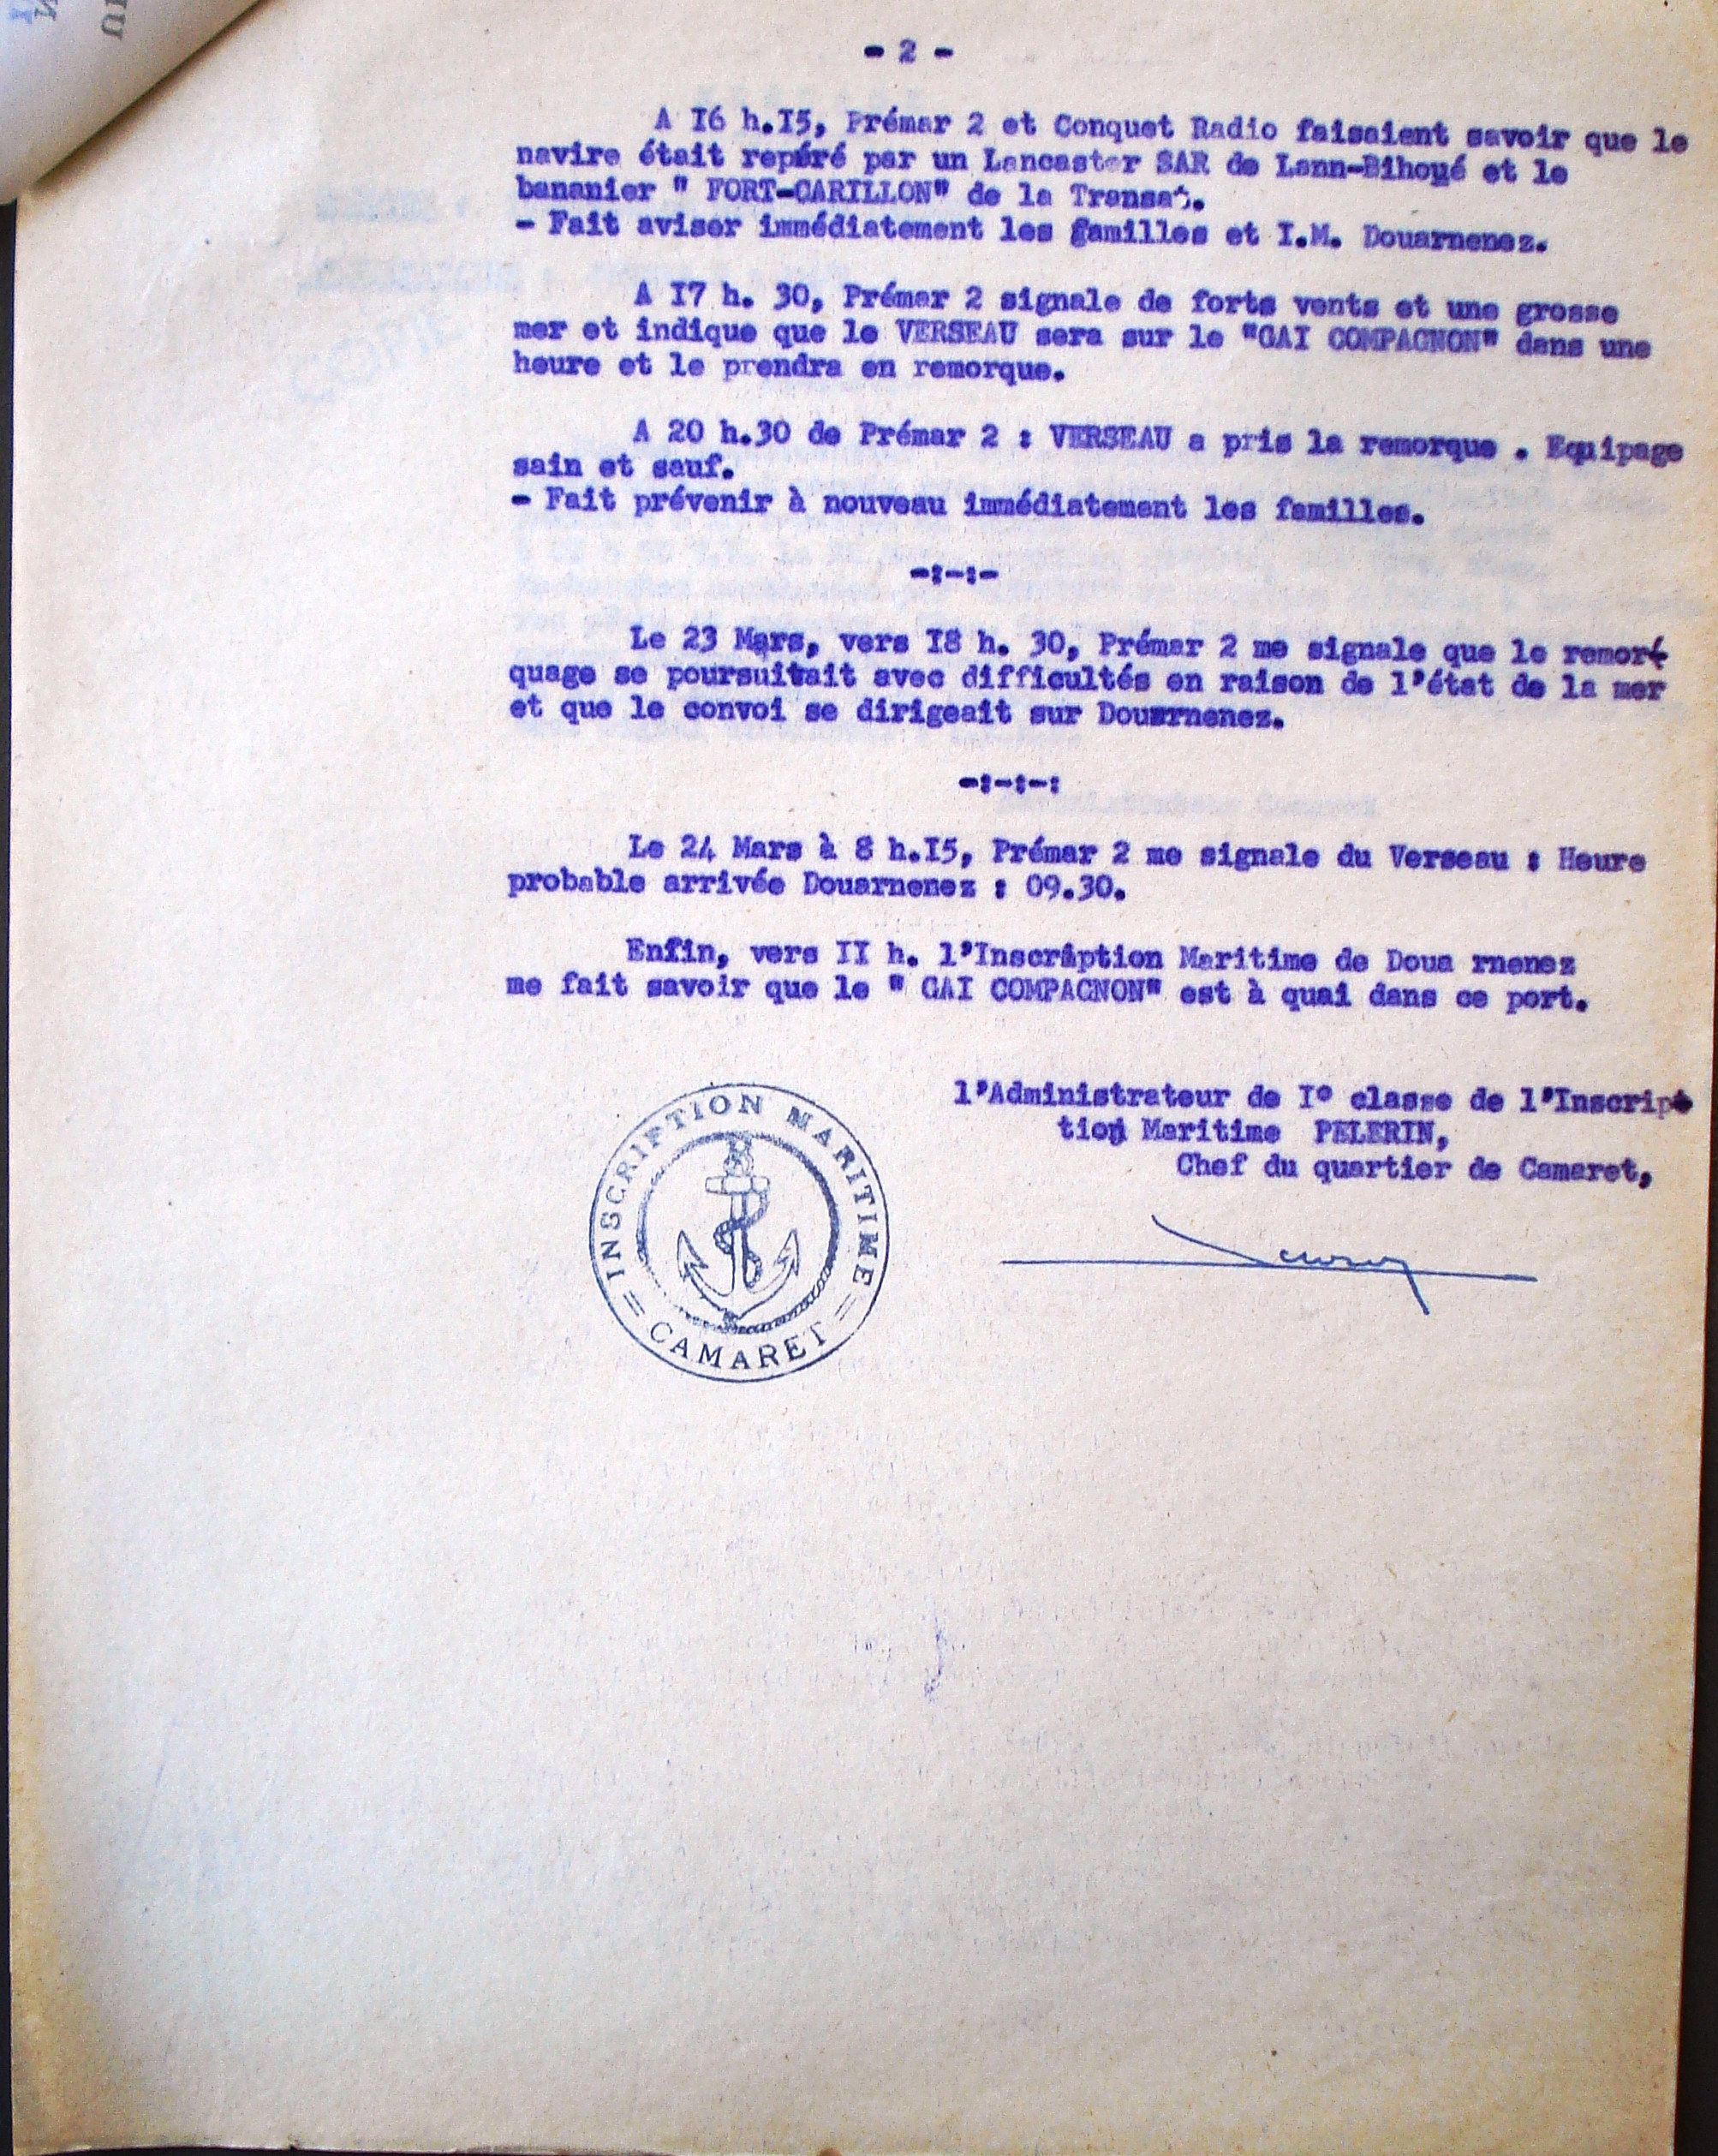 - 2 -
A I6 h.I5, Prémar 2 et Conquet Radio faisaient savoir que le
navire était repéré par un Lancaster SAR de Lann-Bihoué et le
bananier " FORT-CARILLON" de la Transat.
- Fait aviser immédiatement les familles et I.M. Douarnenez.
A I7 h. 30, Prémar 2 signale de forts vents et une grosse
mer et indique que le VERSEAU sera sur le "GAI COMPAGNON" dans une
heure et le prendra en remorque.
A 20 h.30 de Prémar 2 : VERSEAU a pris la remorque . Equipage
sain et sauf.
- Fait prévenir à nouveau immédiatement les familles.
-:-:-
Le 23 Mars, vers I8 h. 30, Prémar 2 me signale que le remor-
quage se poursuivait avec difficultés en raison de l'état de la mer
et que le convoi se dirigeait sur Douarnenez.
-:-:-:
Le 24 Mars à 8 h.I5, Prémar 2 me signale du Verseau : Heure
probable arrivée Douarnenez : 09.30.
Enfin, vers II h. l'Inscription Maritime de Doua rnenez
me fait savoir que le " GAI COMPAGNON" est à quai dans ce port.
l'Administrateur de I° classe de l'Inscrip-
tion Maritime PELERIN,
Chef du quartier de Camaret,
INSCRIPTION MARITIME
= CAMARET =